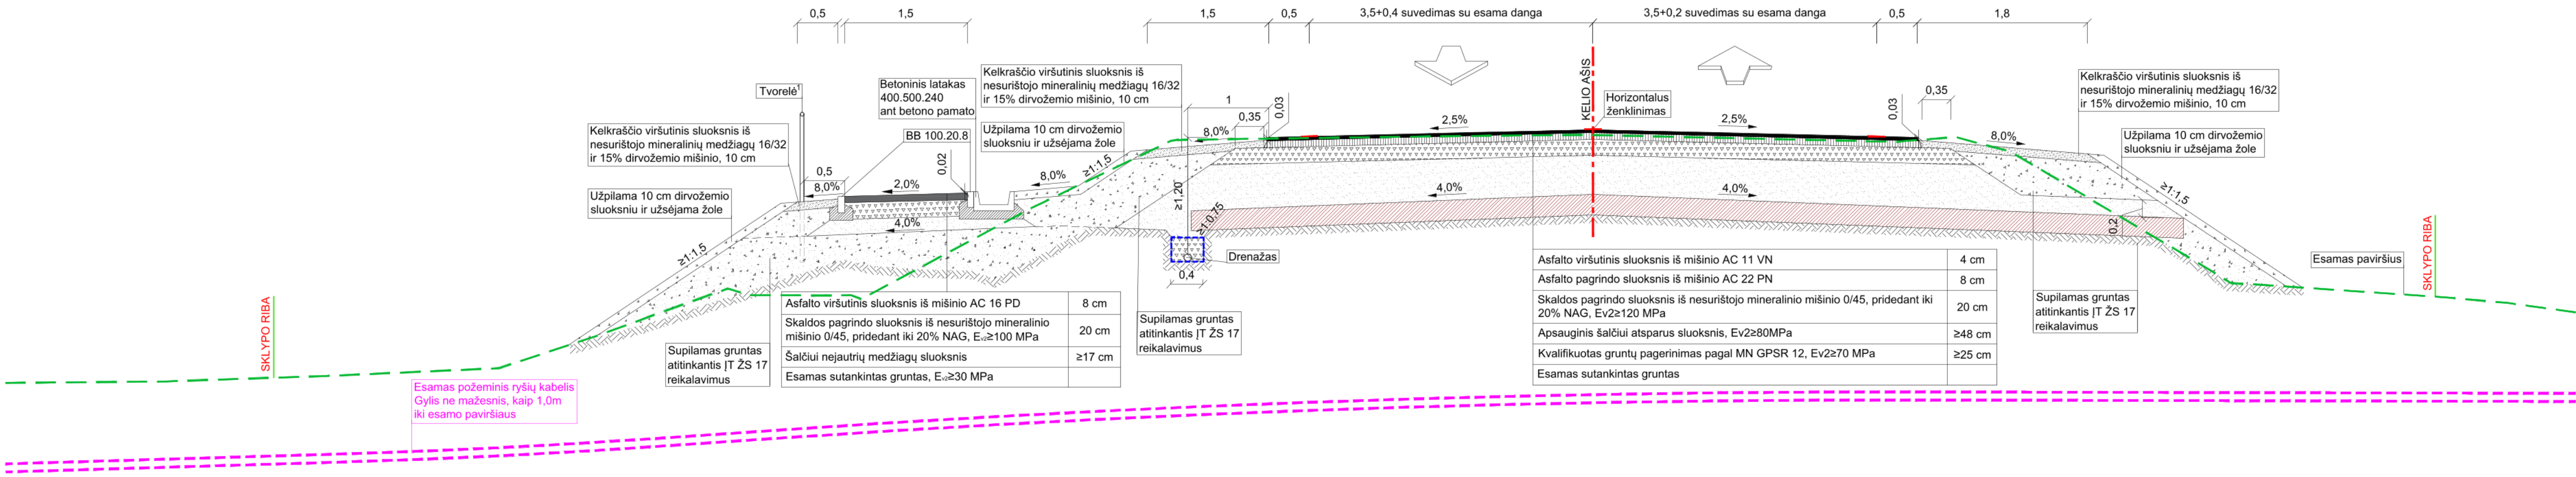 0,5
1,5
1,5
0,5
3,5+0,4 suvedimas su esama danga
3,5+0,2 suvedimas su esama danga
0,5
1,8
Tvorelė¹
Betoninis latakas
400.500.240
ant betono pamato
BB 100.20.8
Kelkraščio viršutinis sluoksnis iš
nesurištojo mineralinių medžiagų 16/32
ir 15% dirvožemio mišinio, 10 cm
Užpilama 10 cm dirvožemio
sluoksniu ir užsėjama žole
Kelkraščio viršutinis sluoksnis iš
nesurištojo mineralinių medžiagų 16/32
ir 15% dirvožemio mišinio, 10 cm
Užpilama 10 cm dirvožemio
sluoksniu ir užsėjama žole
0,5
8,0%
2,0%
0,02
8,0%
≥1:1,5
4,0%
≥1:1,5
1
0,35
0,03
8,0%
2,5%
KELIO AŠIS
Horizontalus
ženklinimas
2,5%
0,03
0,35
8,0%
Kelkraščio viršutinis sluoksnis iš
nesurištojo mineralinių medžiagų 16/32
ir 15% dirvožemio mišinio, 10 cm
Užpilama 10 cm dirvožemio
sluoksniu ir užsėjama žole
≥1:1,5
≥1,20
≥1:0,75
4,0%
4,0%
0,2
0,4
Drenažas
Esamas paviršius
SKLYPO RIBA
SKLYPO RIBA
Asfalto viršutinis sluoksnis iš mišinio AC 16 PD 8 cm
Skaldos pagrindo sluoksnis iš nesurištojo mineralinio
mišinio 0/45, pridedant iki 20% NAG, Ev2≥100 MPa 20 cm
Šalčiui nejautrių medžiagų sluoksnis ≥17 cm
Esamas sutankintas gruntas, Ev2≥30 MPa
Supilamas gruntas
atitinkantis ĮT ŽS 17
reikalavimus
Supilamas gruntas
atitinkantis ĮT ŽS 17
reikalavimus
Asfalto viršutinis sluoksnis iš mišinio AC 11 VN 4 cm
Asfalto pagrindo sluoksnis iš mišinio AC 22 PN 8 cm
Skaldos pagrindo sluoksnis iš nesurištojo mineralinio mišinio 0/45, pridedant iki
20% NAG, Ev2≥120 MPa 20 cm
Apsauginis šalčiui atsparus sluoksnis, Ev2≥80MPa ≥48 cm
Kvalifikuotas gruntų pagerinimas pagal MN GPSR 12, Ev2≥70 MPa ≥25 cm
Esamas sutankintas gruntas
Supilamas gruntas
atitinkantis ĮT ŽS 17
reikalavimus
Esamas požeminis ryšių kabelis
Gylis ne mažesnis, kaip 1,0m
iki esamo paviršiaus